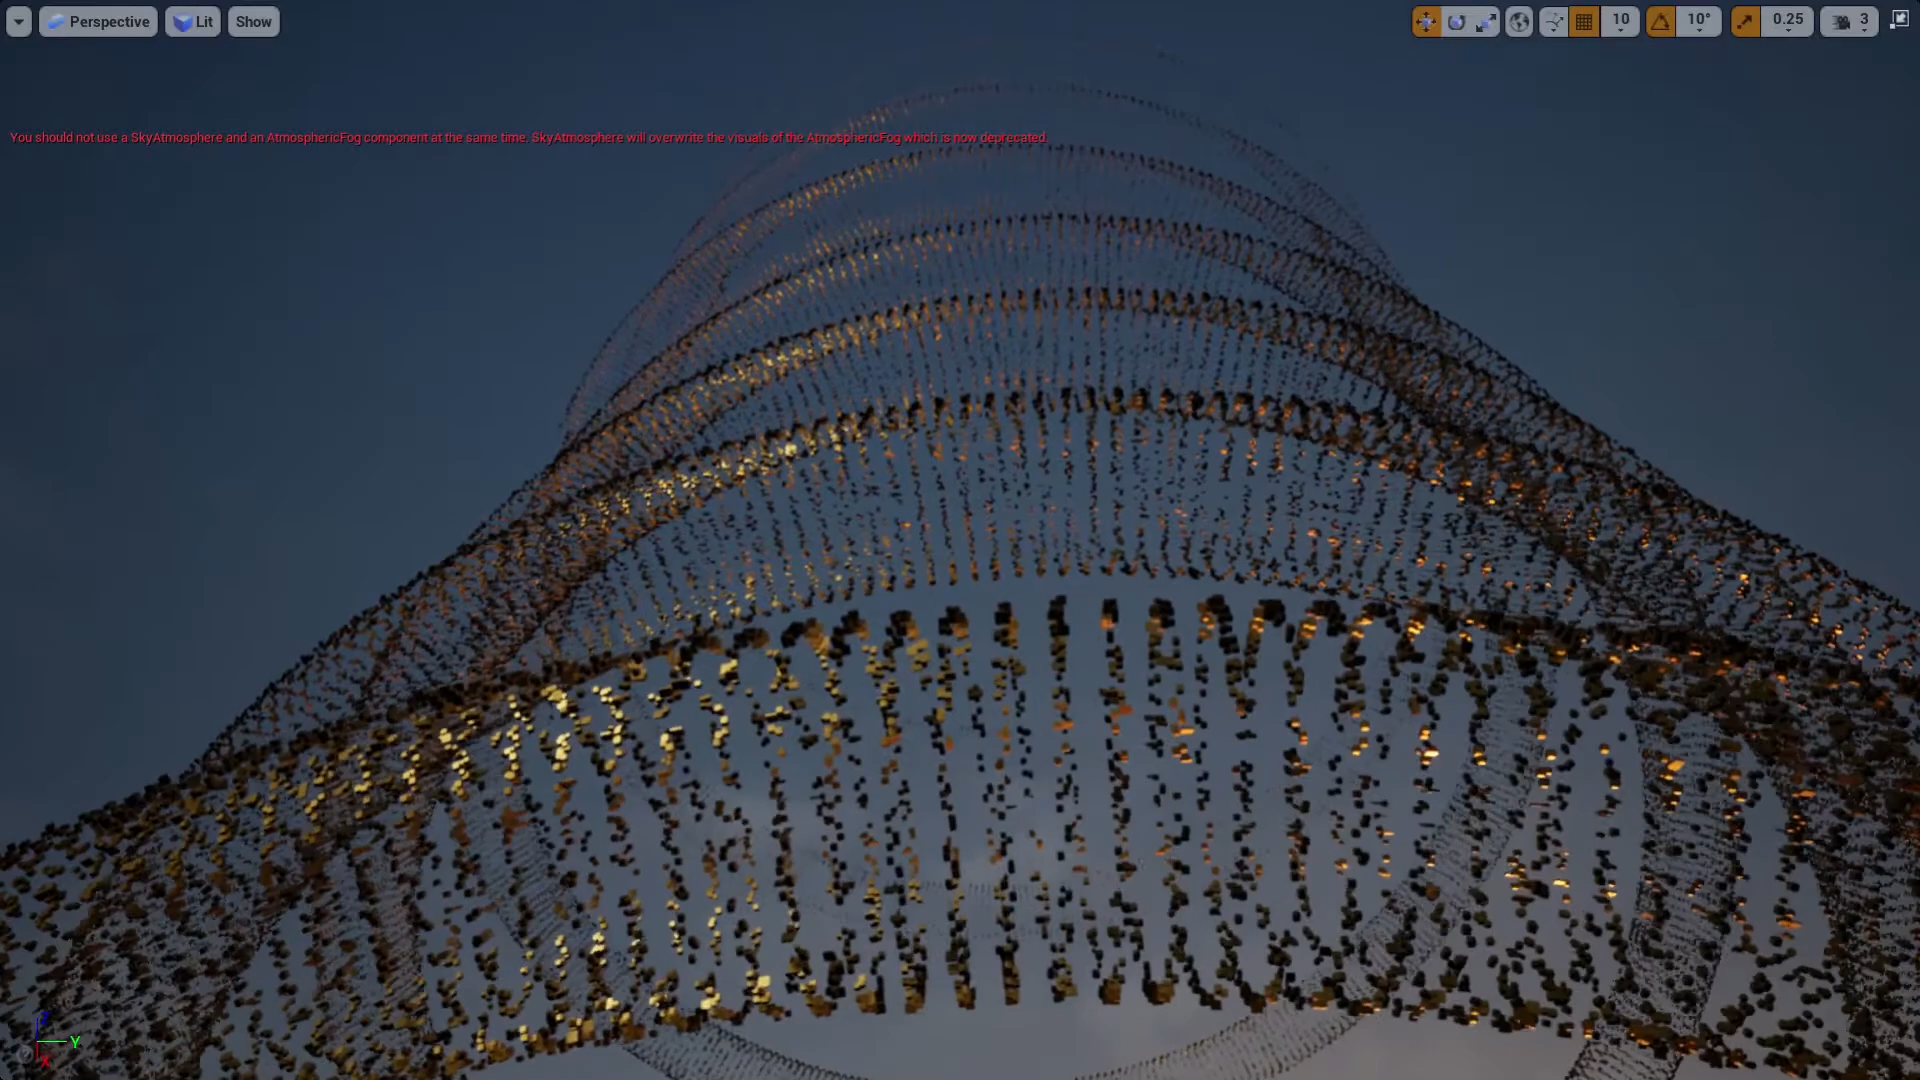 Perspective Lit Show 10 10° 0.25 3
You should not use a SkyAtmosphere and an AtmosphericFog component at the same time. SkyAtmosphere will overwrite the visuals of the AtmosphericFog which is now deprecated.
Z
Y
X